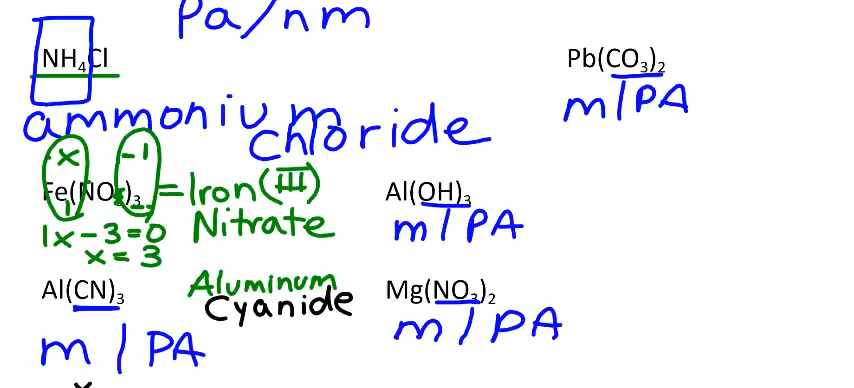 Pa/nm
NH₄Cl
ammonium chloride
Pb(CO₃)₂
m/PA
x -1
Fe(NO₃)₃ = Iron (III) Nitrate
1x - 3 = 0
x = 3
Al(OH)₃
m/PA
Al(CN)₃
Aluminum Cyanide
m/PA
Mg(NO₃)₂
m/PA